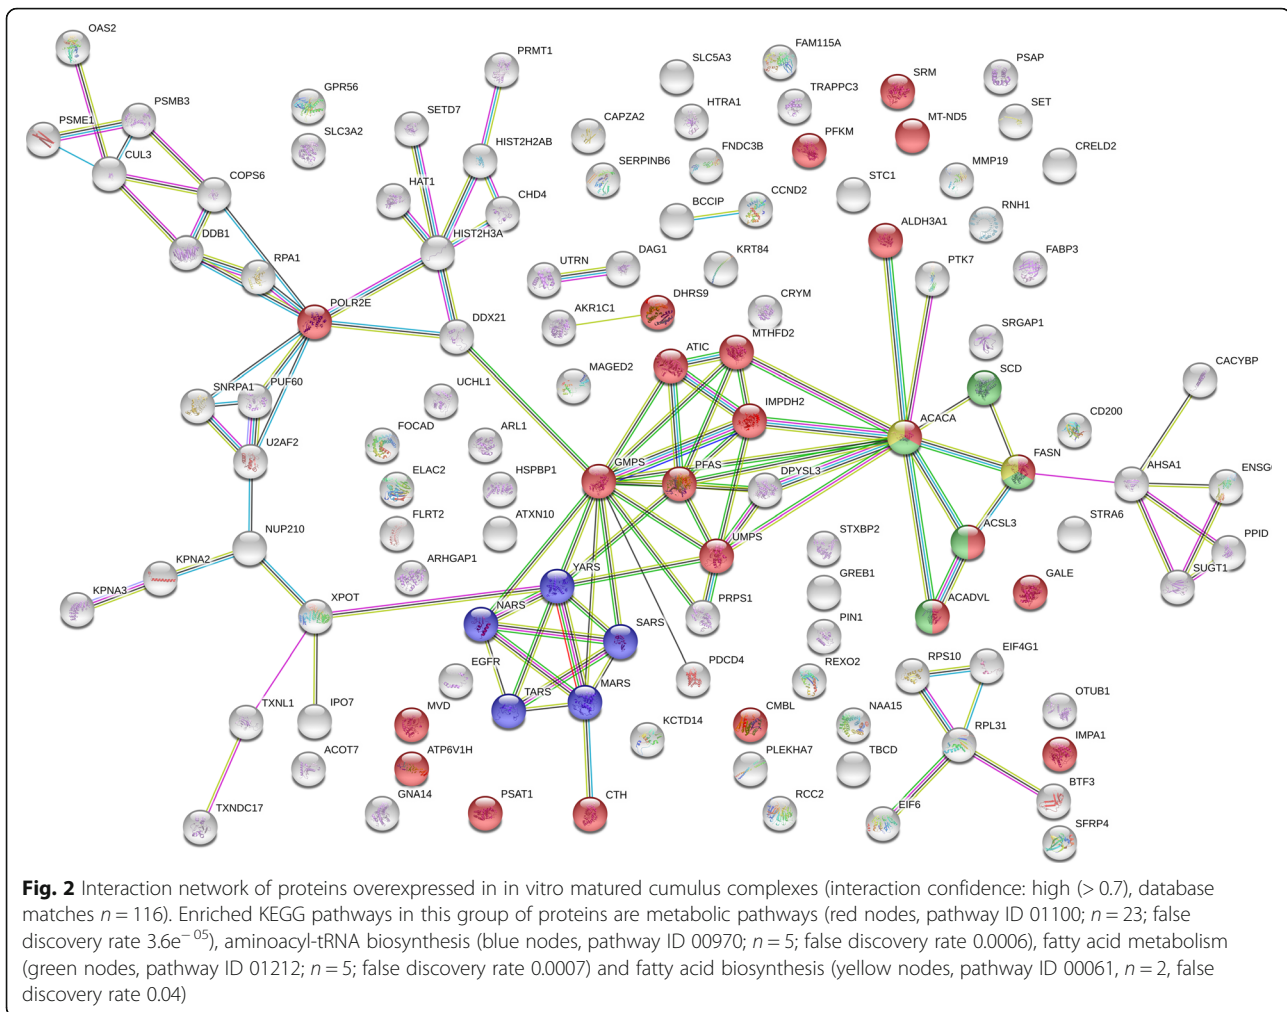 OAS2
PRMT1
FAM115A
SLC5A3
PSAP
SRM
GPR56
PSMB3
SETD7
TRAPPC3
HTRA1
SET
PSME1
CAPZA2
MT-ND5
SLC3A2
HIST2H2AB
PFKM
FNDC3B
CRELD2
CUL3
SERPINB6
MMP19
STC1
COPS6
HAT1
CCND2
CHD4
BCCIP
RNH1
ALDH3A1
DDB1
HIST2H3A
DAG1
KRT84
RPA1
UTRN
PTK7
FABP3
POLR2E
DHRS9
CRYM
AKR1C1
DDX21
MTHFD2
SRGAP1
ATIC
CACYBP
SCD
MAGED2
SNRPA1
PUF60
UCHL1
IMPDH2
ACACA
CD200
FOCAD
ARL1
FASN
U2AF2
GMPS
PFAS
DPYSL3
ELAC2
HSPBP1
AHSA1
ENSG
STRA6
FLRT2
ATXN10
ACSL3
NUP210
STXBP2
UMPS
PPID
KPNA2
ARHGAP1
YARS
SUGT1
GREB1
GALE
KPNA3
XPOT
NARS
PRPS1
ACADVL
SARS
PIN1
PDCD4
EGFR
MARS
REXO2
RPS10
EIF4G1
TARS
TXNL1
IPO7
MVD
KCTD14
CMBL
NAA15
OTUB1
RPL31
ACOT7
ATP6V1H
PLEKHA7
TBCD
IMPA1
TXNDC17
GNA14
PSAT1
CTH
RCC2
EIF6
BTF3
SFRP4
Fig. 2 Interaction network of proteins overexpressed in in vitro matured cumulus complexes (interaction confidence: high (> 0.7), database
matches n = 116). Enriched KEGG pathways in this group of proteins are metabolic pathways (red nodes, pathway ID 01100; n = 23; false
discovery rate 3.6e− 05), aminoacyl-tRNA biosynthesis (blue nodes, pathway ID 00970; n = 5; false discovery rate 0.0006), fatty acid metabolism
(green nodes, pathway ID 01212; n = 5; false discovery rate 0.0007) and fatty acid biosynthesis (yellow nodes, pathway ID 00061, n = 2, false
discovery rate 0.04)